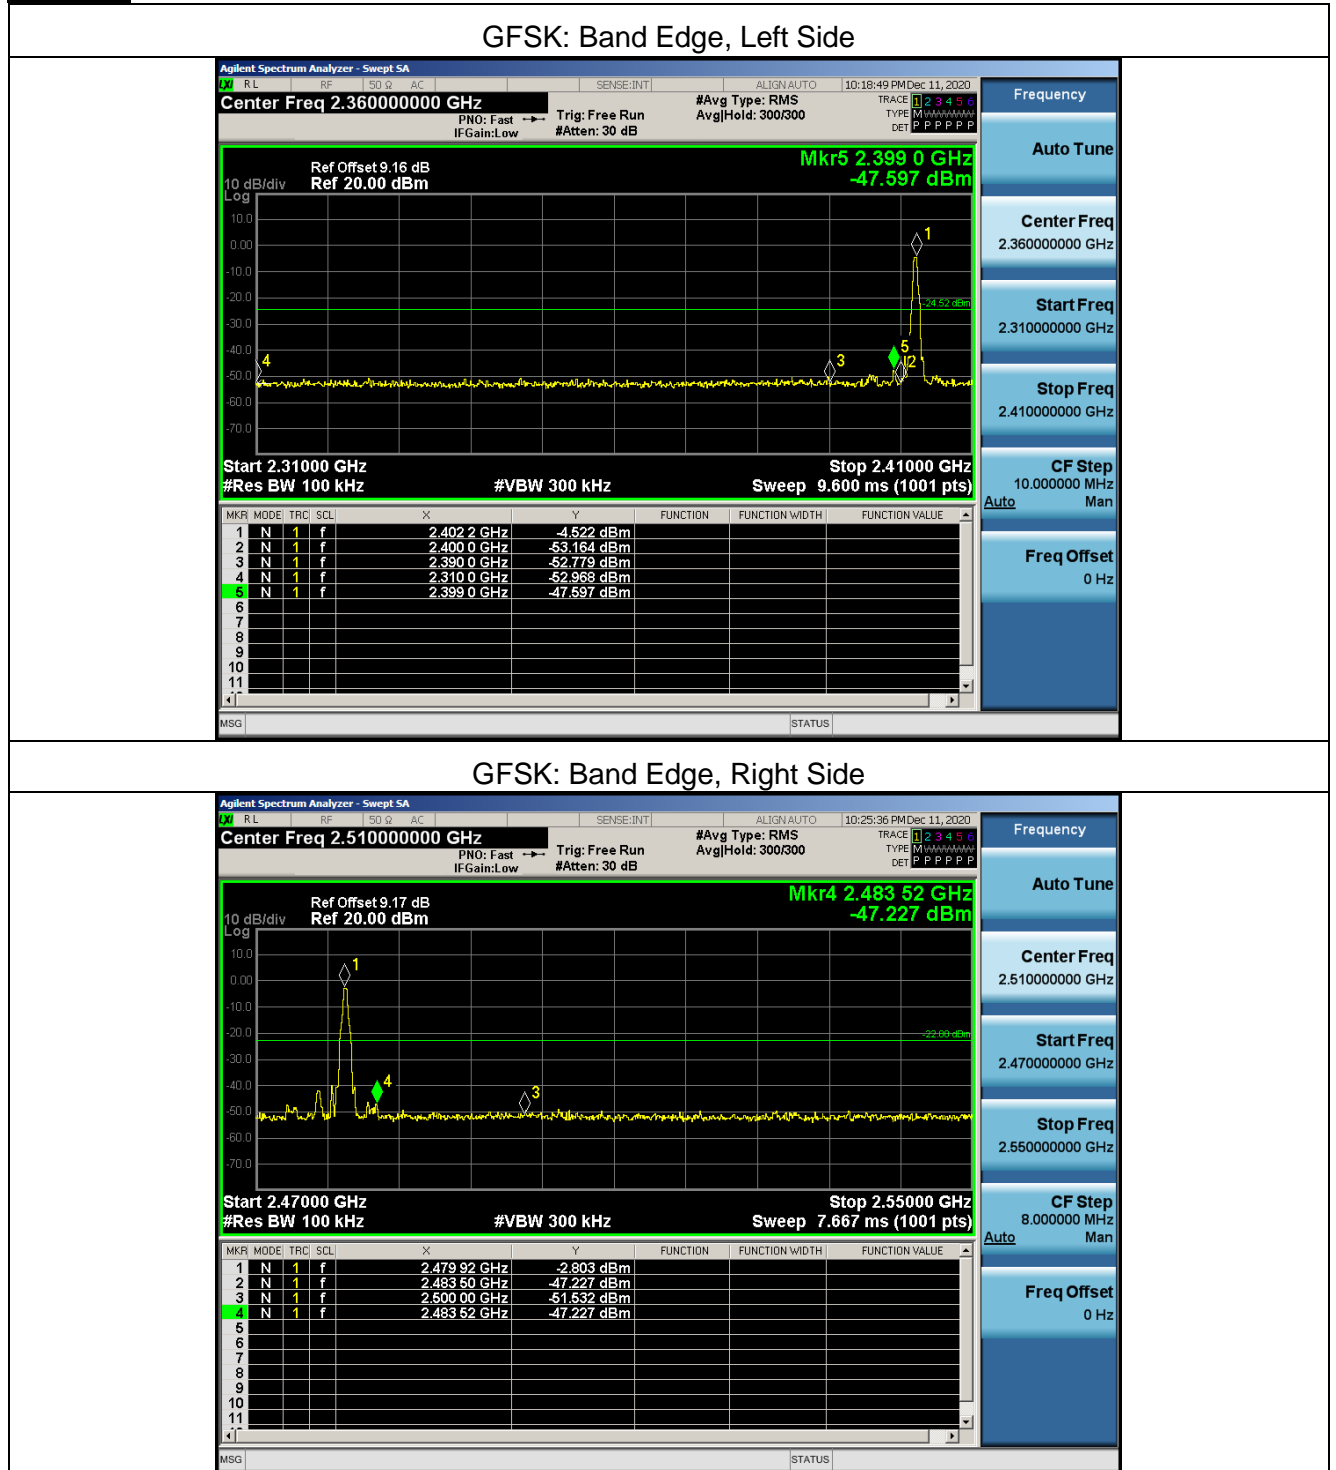 GFSK: Band Edge, Left Side
Agilent Spectrum Analyzer - Swept SA
LXI RL RF 50 Ω AC SENSE:INT ALIGN AUTO 10:18:49 PM Dec 11, 2020
Center Freq 2.360000000 GHz
#Avg Type: RMS
TRACE 1 2 3 4 5 6
PNO: Fast
Trig: Free Run
Avg|Hold: 300/300
TYPE M
IFGain:Low
#Atten: 30 dB
DET P P P P P P
Mkr5 2.399 0 GHz
-47.597 dBm
Ref Offset 9.16 dB
10 dB/div Ref 20.00 dBm
Log
10.0
0.00
-10.0
-20.0
-30.0
-40.0
-50.0
-60.0
-70.0
1
-24.52 dBm
4
3
5
2
Start 2.31000 GHz
Stop 2.41000 GHz
#Res BW 100 kHz
#VBW 300 kHz
Sweep 9.600 ms (1001 pts)
MKR MODE TRC SCL X Y FUNCTION FUNCTION WIDTH FUNCTION VALUE
1 N 1 f 2.402 2 GHz -4.522 dBm
2 N 1 f 2.400 0 GHz -53.164 dBm
3 N 1 f 2.390 0 GHz -52.779 dBm
4 N 1 f 2.310 0 GHz -52.968 dBm
5 N 1 f 2.399 0 GHz -47.597 dBm
6
7
8
9
10
11
MSG
STATUS
Frequency
Auto Tune
Center Freq
2.360000000 GHz
Start Freq
2.310000000 GHz
Stop Freq
2.410000000 GHz
CF Step
10.000000 MHz
Auto Man
Freq Offset
0 Hz
GFSK: Band Edge, Right Side
Agilent Spectrum Analyzer - Swept SA
LXI RL RF 50 Ω AC SENSE:INT ALIGN AUTO 10:25:36 PM Dec 11, 2020
Center Freq 2.510000000 GHz
#Avg Type: RMS
TRACE 1 2 3 4 5 6
PNO: Fast
Trig: Free Run
Avg|Hold: 300/300
TYPE M
IFGain:Low
#Atten: 30 dB
DET P P P P P P
Mkr4 2.483 52 GHz
-47.227 dBm
Ref Offset 9.17 dB
10 dB/div Ref 20.00 dBm
Log
10.0
0.00
-10.0
-20.0
-30.0
-40.0
-50.0
-60.0
-70.0
1
-22.80 dBm
4
3
Start 2.47000 GHz
Stop 2.55000 GHz
#Res BW 100 kHz
#VBW 300 kHz
Sweep 7.667 ms (1001 pts)
MKR MODE TRC SCL X Y FUNCTION FUNCTION WIDTH FUNCTION VALUE
1 N 1 f 2.479 92 GHz -2.803 dBm
2 N 1 f 2.483 50 GHz -47.227 dBm
3 N 1 f 2.500 00 GHz -51.532 dBm
4 N 1 f 2.483 52 GHz -47.227 dBm
5
6
7
8
9
10
11
MSG
STATUS
Frequency
Auto Tune
Center Freq
2.510000000 GHz
Start Freq
2.470000000 GHz
Stop Freq
2.550000000 GHz
CF Step
8.000000 MHz
Auto Man
Freq Offset
0 Hz